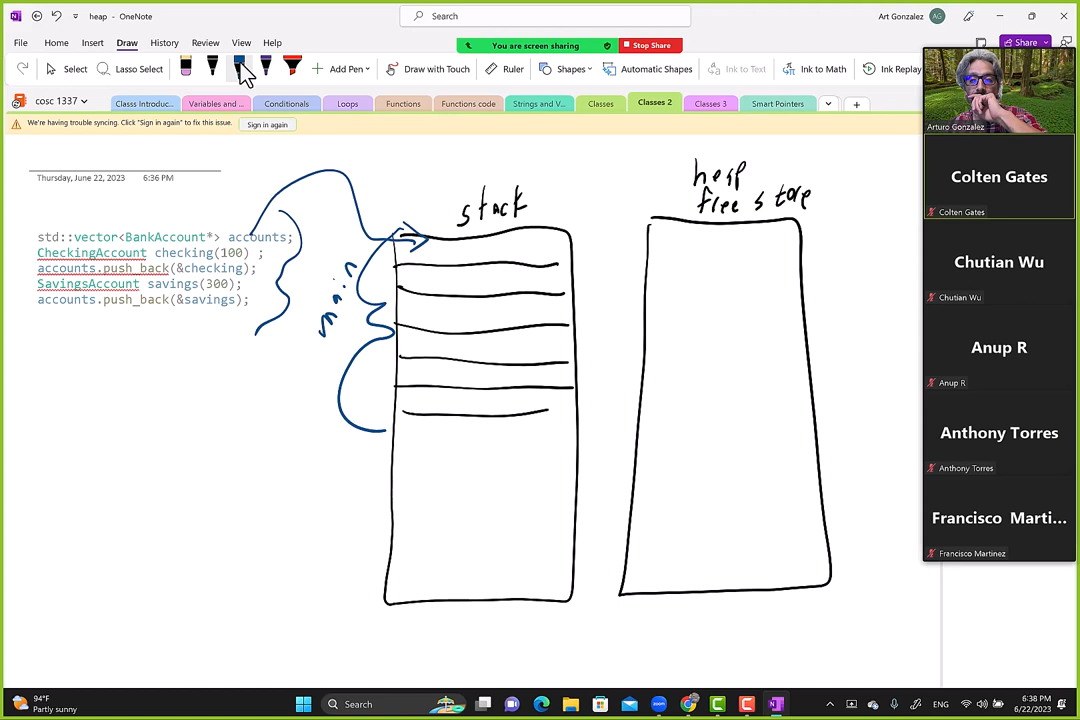 heap - OneNote
Search
Art Gonzalez
AG
File
Home
Insert
Draw
History
Review
View
Help
You are screen sharing
Stop Share
Share
Select
Lasso Select
Add Pen
Draw with Touch
Ruler
Shapes
Automatic Shapes
Ink to Text
Ink to Math
Ink Replay
cosc 1337
Classs Introduc...
Variables and ...
Conditionals
Loops
Functions
Functions code
Strings and V...
Classes
Classes 2
Classes 3
Smart Pointers
We're having trouble syncing. Click "Sign in again" to fix this issue.
Sign in again
Thursday, June 22, 2023
6:36 PM
std::vector<BankAccount*> accounts;
CheckingAccount checking(100) ;
accounts.push_back(&checking);
SavingsAccount savings(300);
accounts.push_back(&savings);
main
stack
heap
free store
Arturo Gonzalez
Colten Gates
Colten Gates
Chutian Wu
Chutian Wu
Anup R
Anup R
Anthony Torres
Anthony Torres
Francisco Marti...
Francisco Martinez
94°F
Partly sunny
Search
zoom
ENG
6:38 PM
6/22/2023